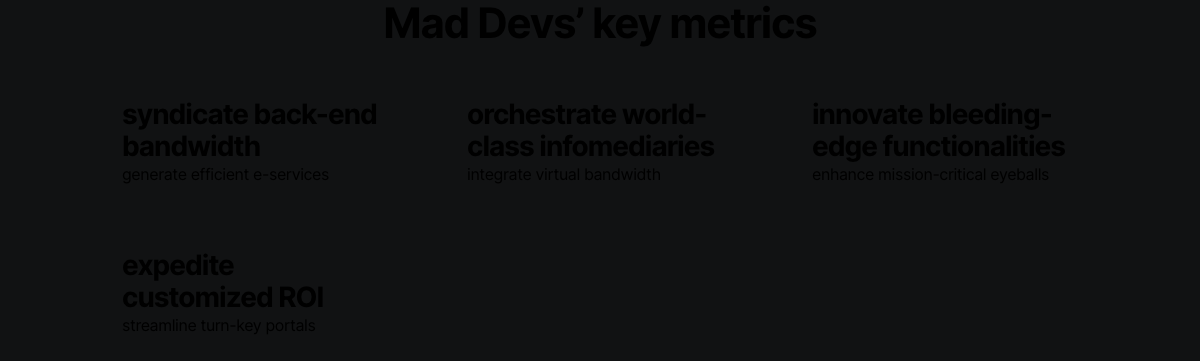 Mad Devs’ key metrics
syndicate back-end
bandwidth
generate efficient e-services
orchestrate world-
class infomediaries
integrate virtual bandwidth
innovate bleeding-
edge functionalities
enhance mission-critical eyeballs
expedite
customized ROI
streamline turn-key portals